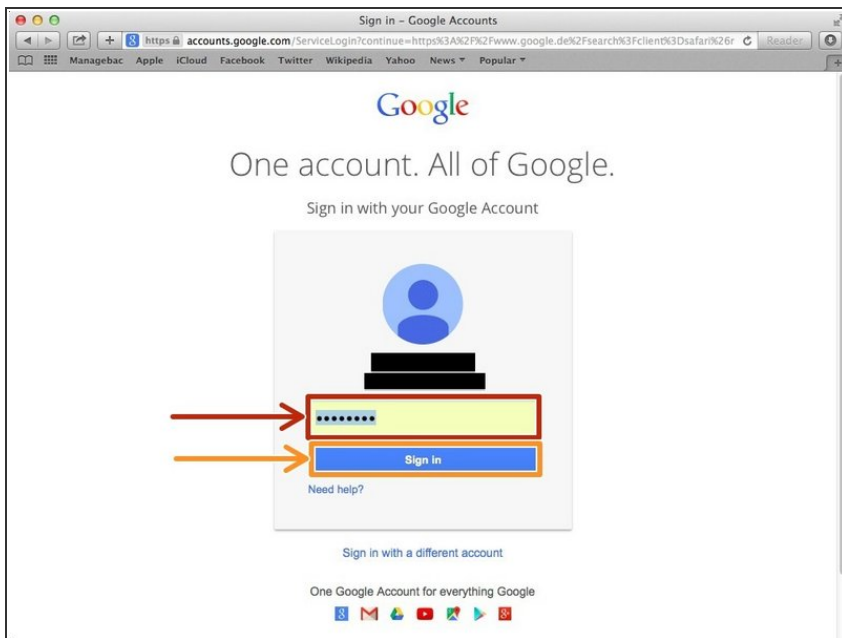 Sign in – Google Accounts
https accounts.google.com/ServiceLogin?continue=https%3A%2F%2Fwww.google.de%2Fsearch%3Fclient%3Dsafari%26r Reader
Managebac Apple iCloud Facebook Twitter Wikipedia Yahoo News Popular
Google
One account. All of Google.
Sign in with your Google Account
Sign in
Need help?
Sign in with a different account
One Google Account for everything Google